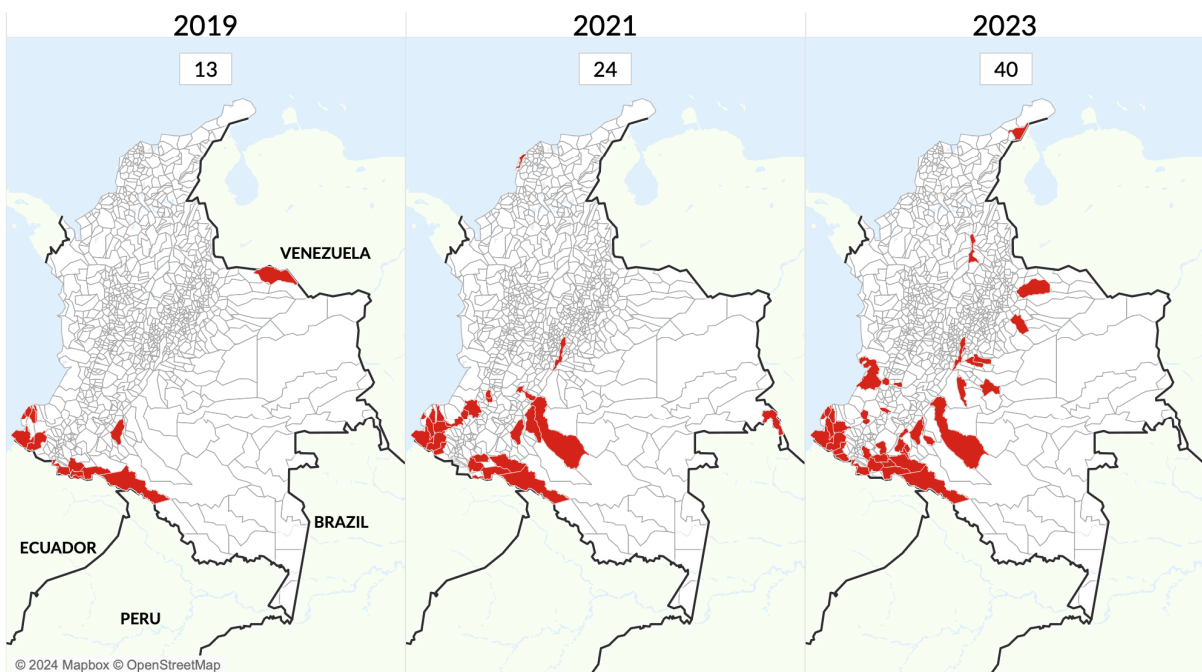 2019
2021
2023
13
24
40
VENEZUELA
BRAZIL
ECUADOR
PERU
© 2024 Mapbox © OpenStreetMap